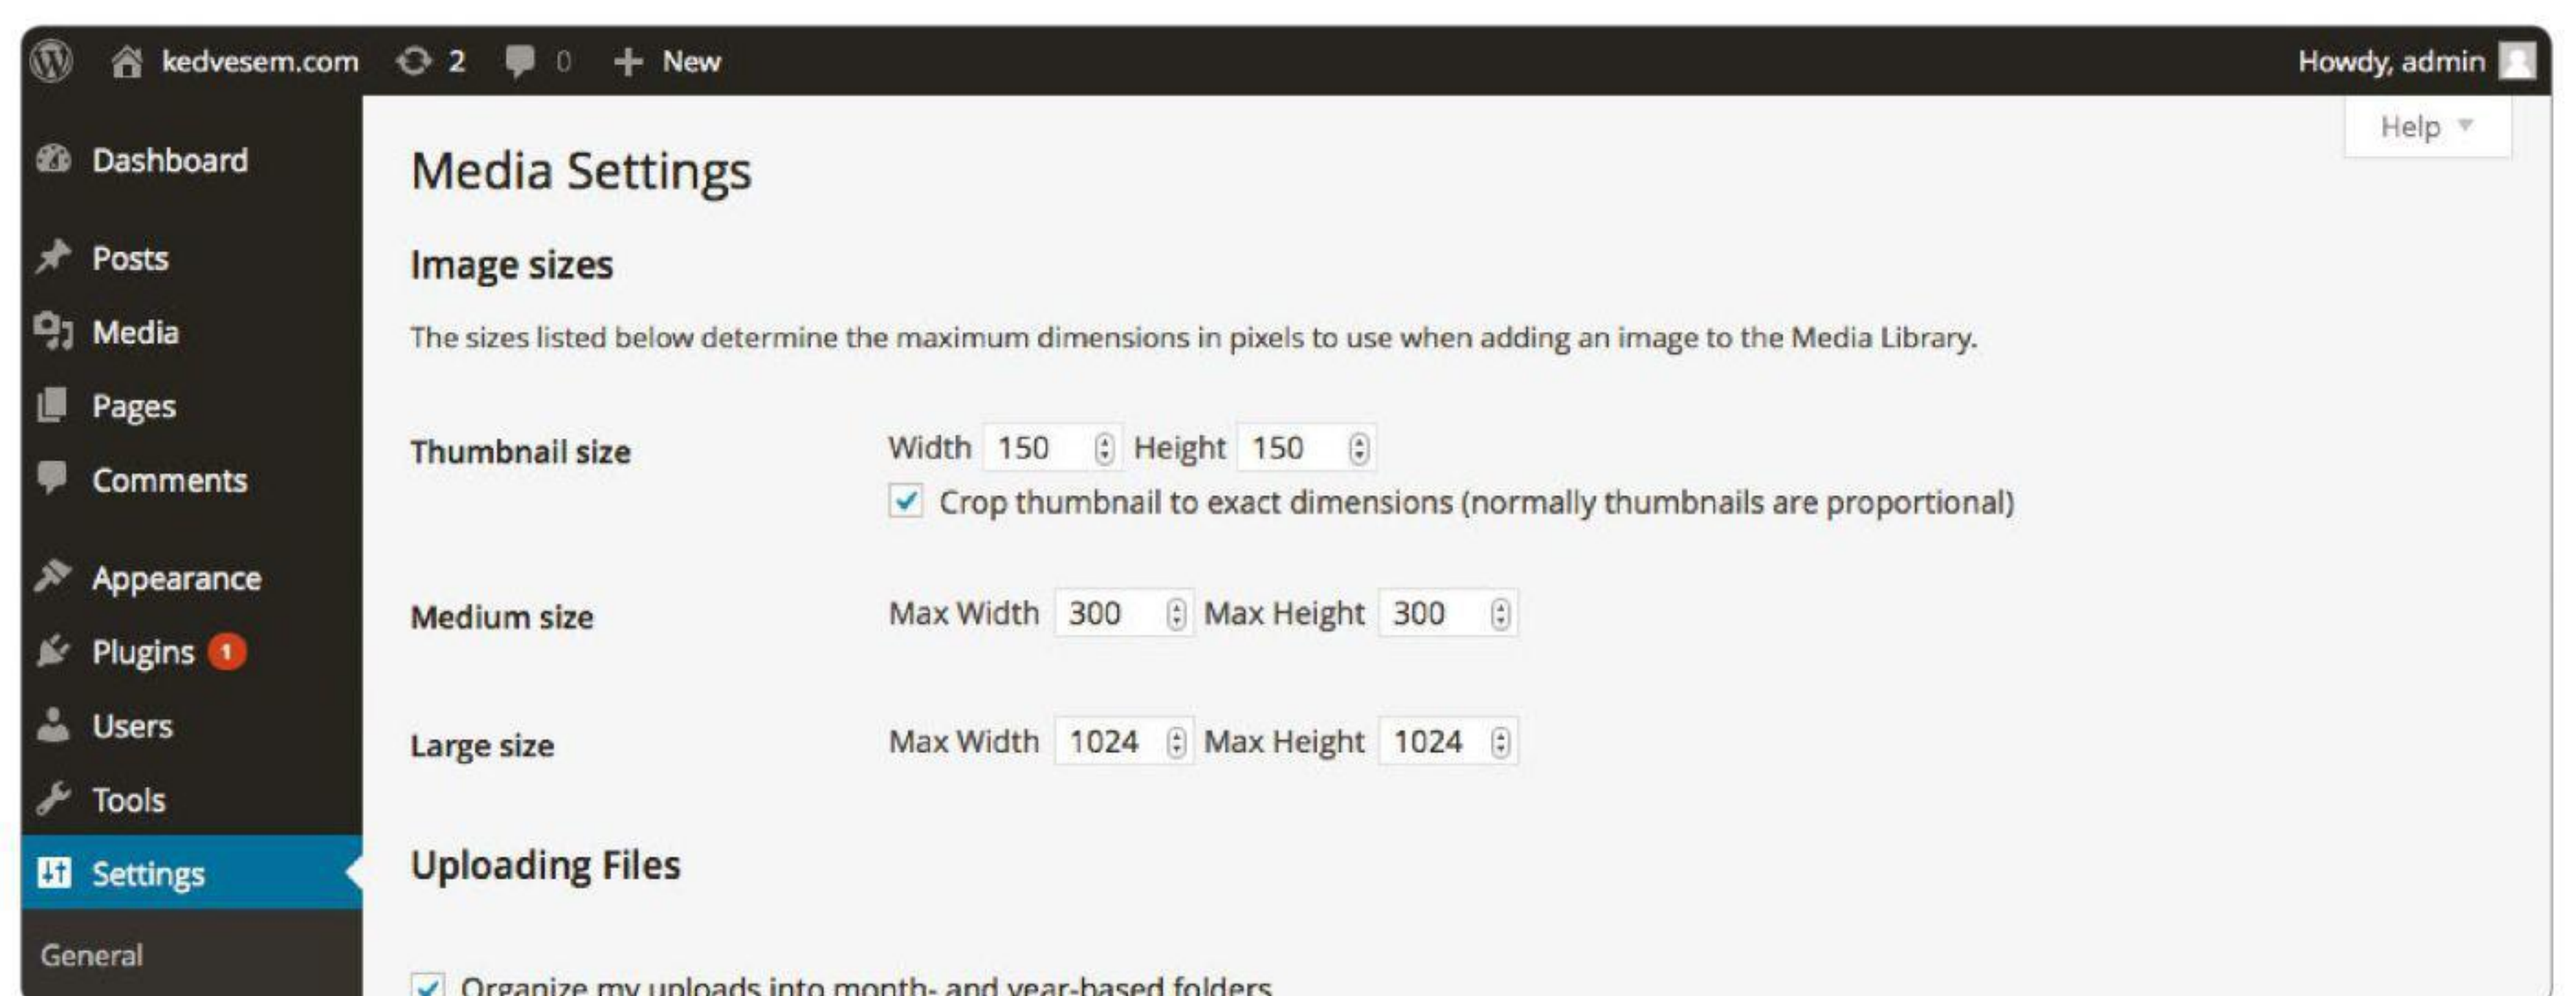 kedvesem.com 2 0 + New Howdy, admin
Help
Dashboard
Posts
Media
Pages
Comments
Appearance
Plugins 1
Users
Tools
Settings
General
Media Settings
Image sizes
The sizes listed below determine the maximum dimensions in pixels to use when adding an image to the Media Library.
Thumbnail size Width 150 Height 150
Crop thumbnail to exact dimensions (normally thumbnails are proportional)
Medium size Max Width 300 Max Height 300
Large size Max Width 1024 Max Height 1024
Uploading Files
Organize my uploads into month- and year-based folders